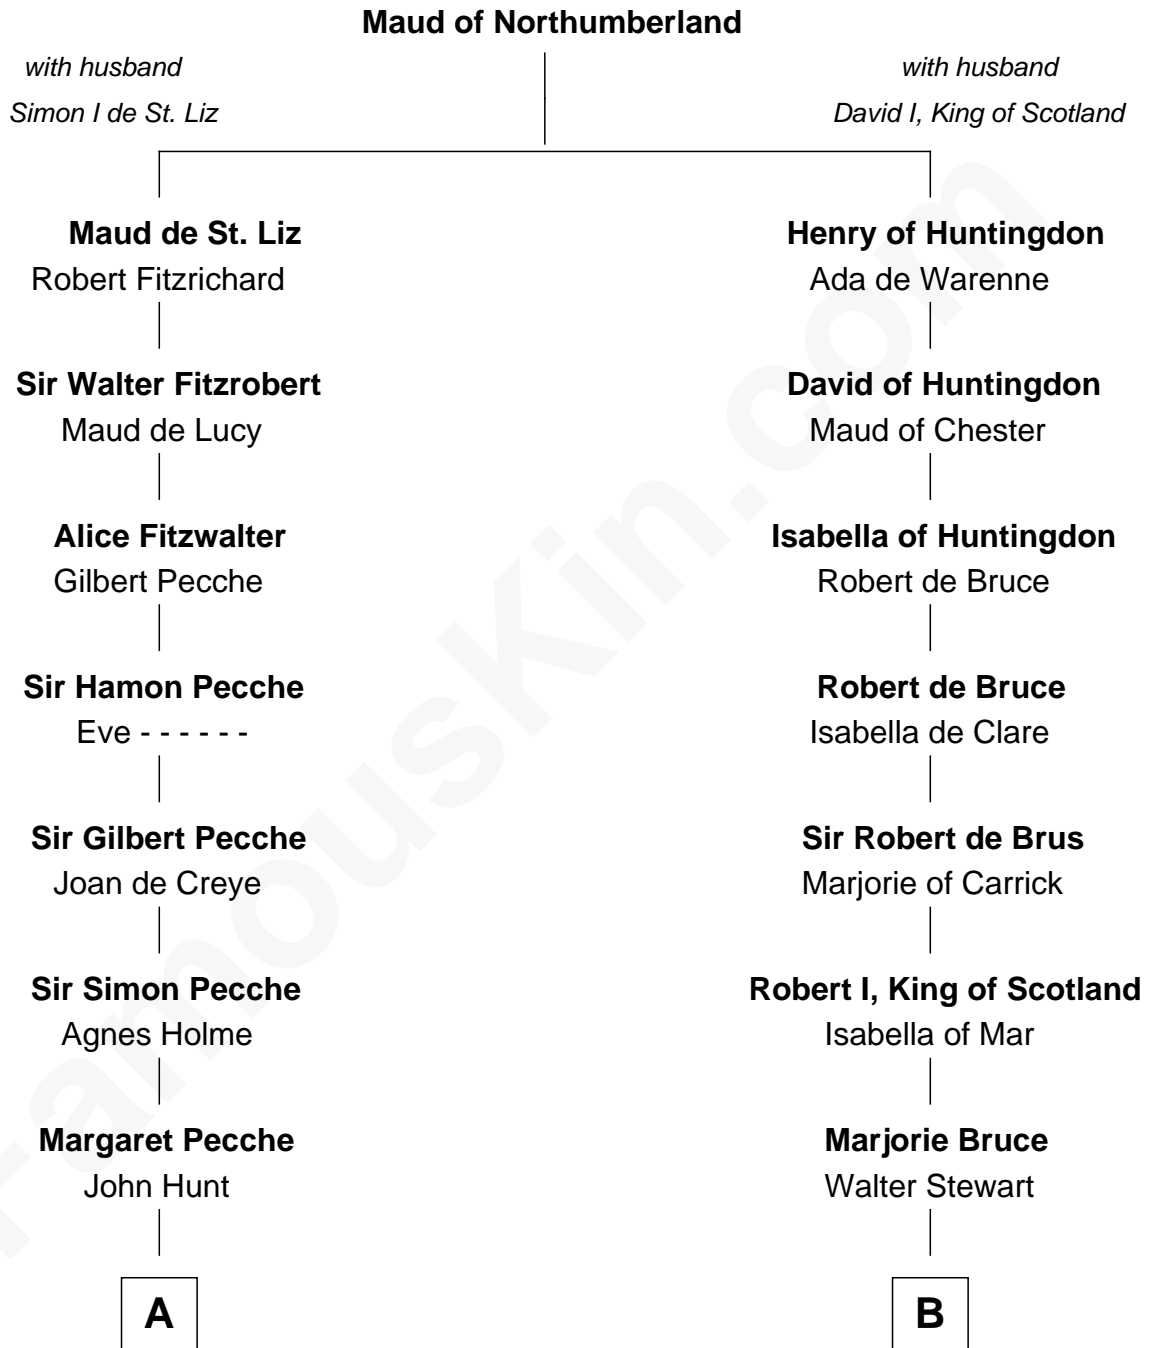 Maud of Northumberland
with husband
Simon I de St. Liz
with husband
David I, King of Scotland
Maud de St. Liz
Robert Fitzrichard
Henry of Huntingdon
Ada de Warenne
Sir Walter Fitzrobert
Maud de Lucy
David of Huntingdon
Maud of Chester
Alice Fitzwalter
Gilbert Pecche
Isabella of Huntingdon
Robert de Bruce
Sir Hamon Pecche
Eve - - - - - -
Robert de Bruce
Isabella de Clare
Sir Gilbert Pecche
Joan de Creye
Sir Robert de Brus
Marjorie of Carrick
Sir Simon Pecche
Agnes Holme
Robert I, King of Scotland
Isabella of Mar
Margaret Pecche
John Hunt
Marjorie Bruce
Walter Stewart
A
B
FamousKin.com